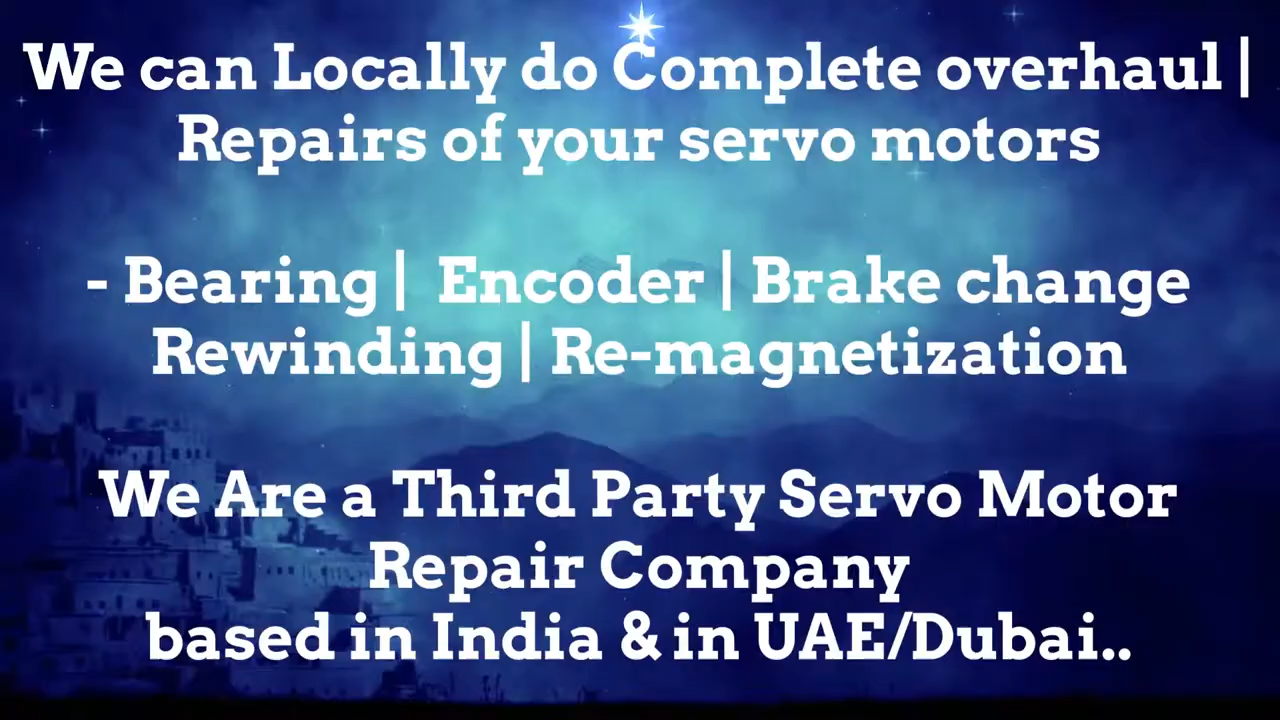 We can Locally do Complete overhaul |
Repairs of your servo motors
- Bearing |  Encoder | Brake change
Rewinding | Re-magnetization
We Are a Third Party Servo Motor
Repair Company
based in India & in UAE/Dubai..